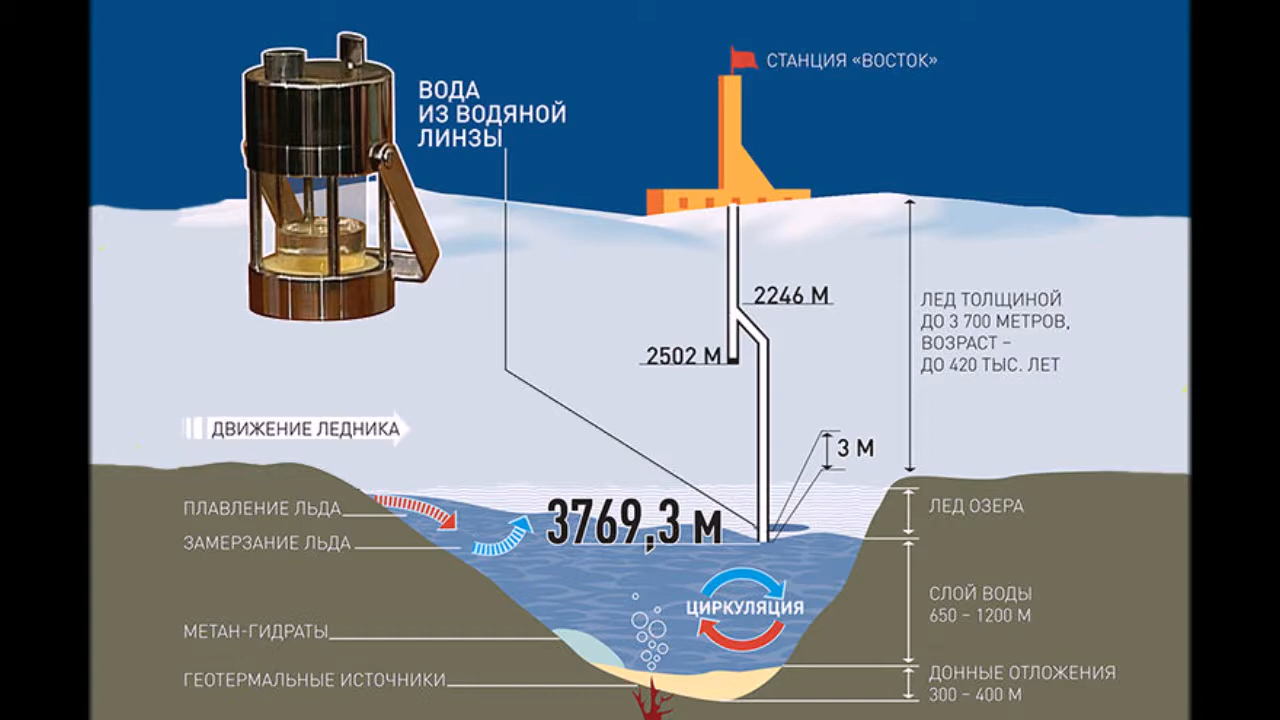 СТАНЦИЯ «ВОСТОК»
ВОДА
ИЗ ВОДЯНОЙ
ЛИНЗЫ
2246 М
2502 М
ЛЕД ТОЛЩИНОЙ
ДО 3 700 МЕТРОВ,
ВОЗРАСТ –
ДО 420 ТЫС. ЛЕТ
ДВИЖЕНИЕ ЛЕДНИКА
3 М
ПЛАВЛЕНИЕ ЛЬДА
3769,3 м
ЛЕД ОЗЕРА
ЗАМЕРЗАНИЕ ЛЬДА
ЦИРКУЛЯЦИЯ
СЛОЙ ВОДЫ
650 – 1200 М
МЕТАН-ГИДРАТЫ
ГЕОТЕРМАЛЬНЫЕ ИСТОЧНИКИ
ДОННЫЕ ОТЛОЖЕНИЯ
300 – 400 М